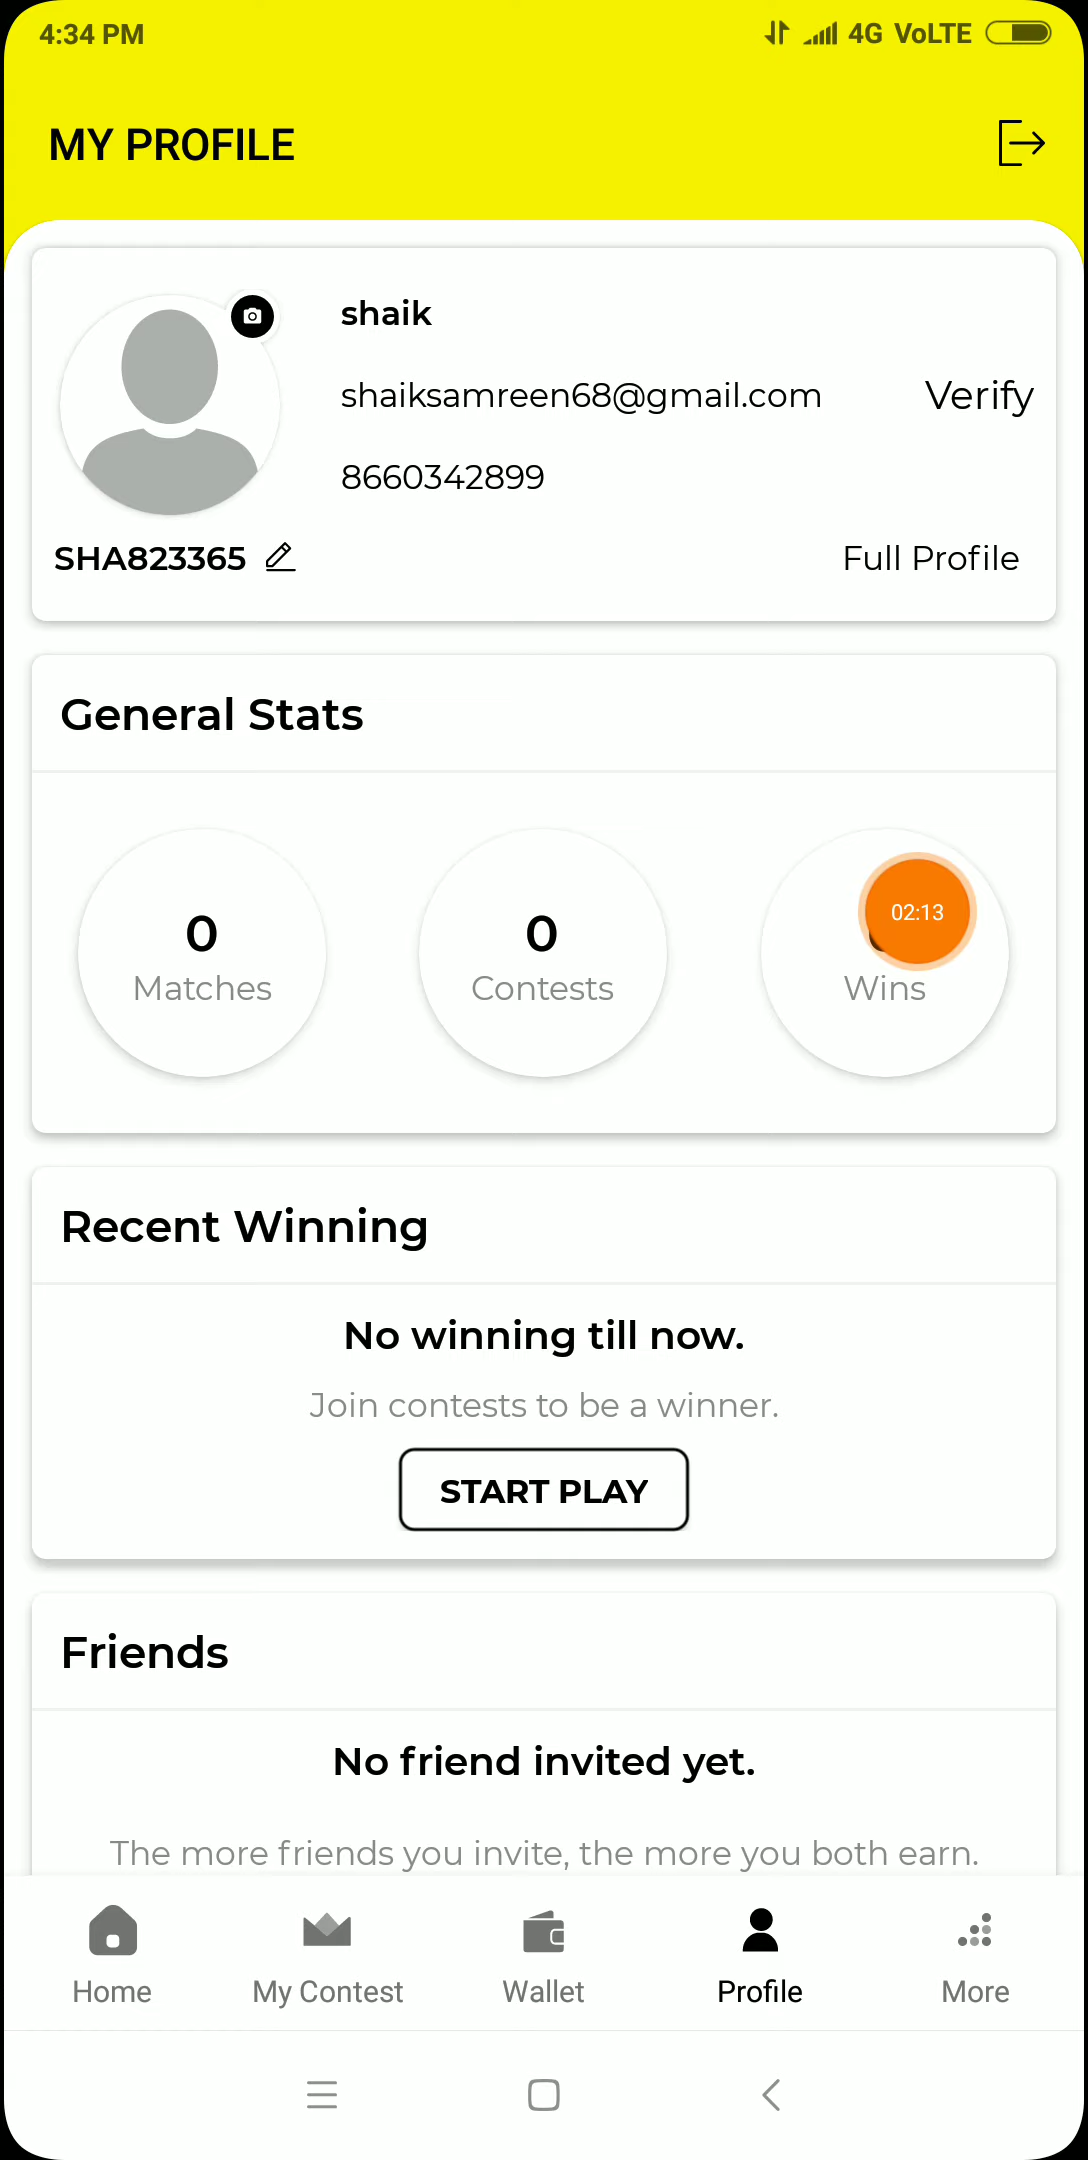 4:34 PM
4G VoLTE
MY PROFILE
shaik
shaiksamreen68@gmail.com
Verify
8660342899
SHA823365
Full Profile
General Stats
0
0
02:13
Matches
Contests
Wins
Recent Winning
No winning till now.
Join contests to be a winner.
START PLAY
Friends
No friend invited yet.
The more friends you invite, the more you both earn.
Home
My Contest
Wallet
Profile
More